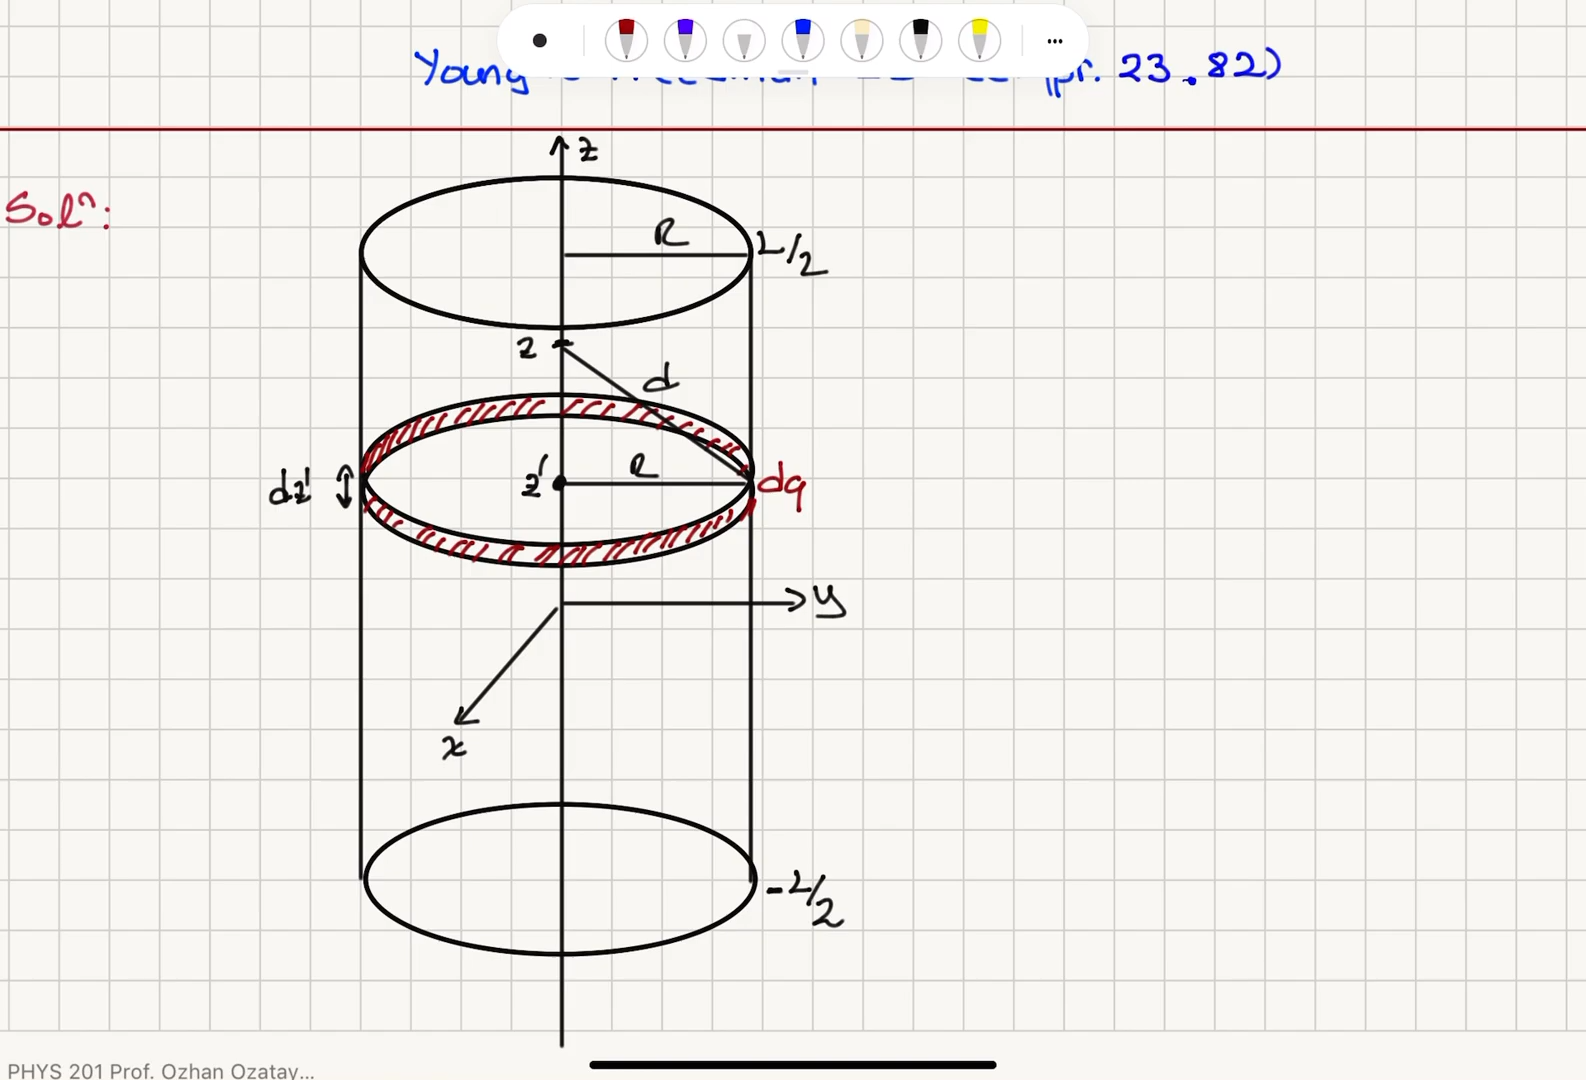 Young pr. 23.82)
z
Solⁿ:
R L/2
z
d
dz' z' R dq
y
x
-L/2
PHYS 201 Prof. Ozhan Ozatay...